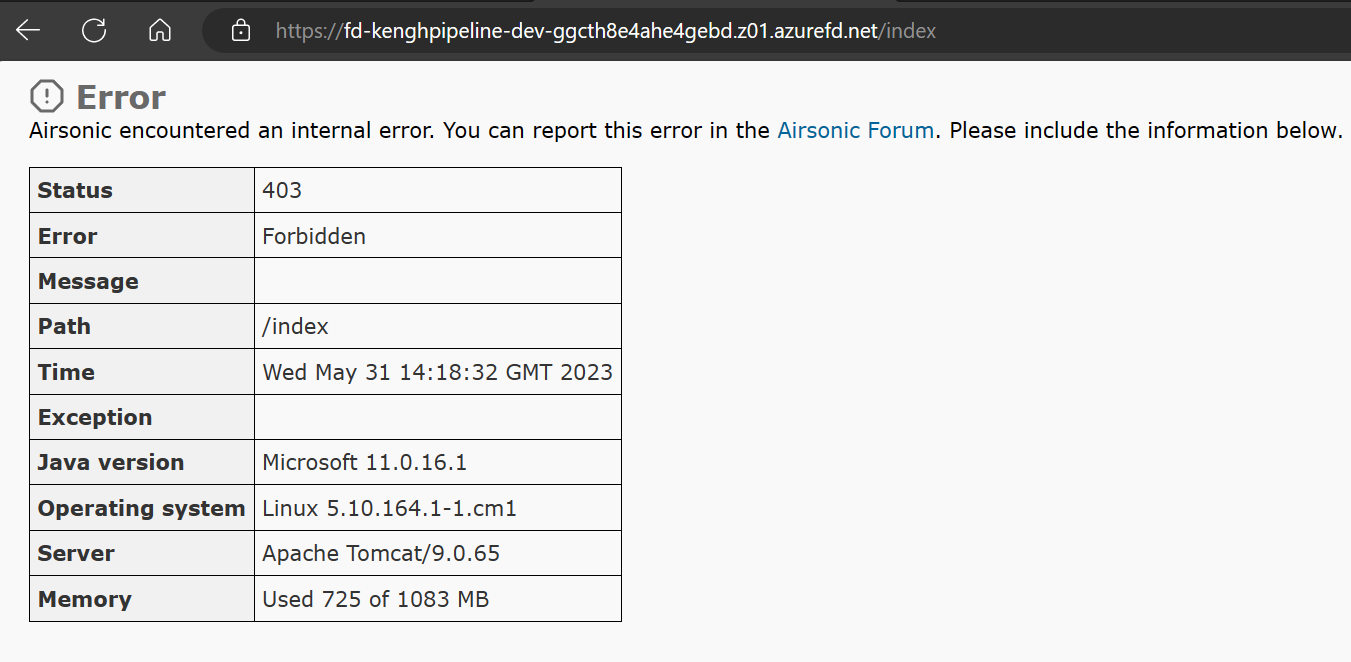 https://fd-kenghpipeline-dev-ggcth8e4ahe4gebd.z01.azurefd.net/index
Error
Airsonic encountered an internal error. You can report this error in the Airsonic Forum. Please include the information below.
Status 403
Error Forbidden
Message
Path /index
Time Wed May 31 14:18:32 GMT 2023
Exception
Java version Microsoft 11.0.16.1
Operating system Linux 5.10.164.1-1.cm1
Server Apache Tomcat/9.0.65
Memory Used 725 of 1083 MB